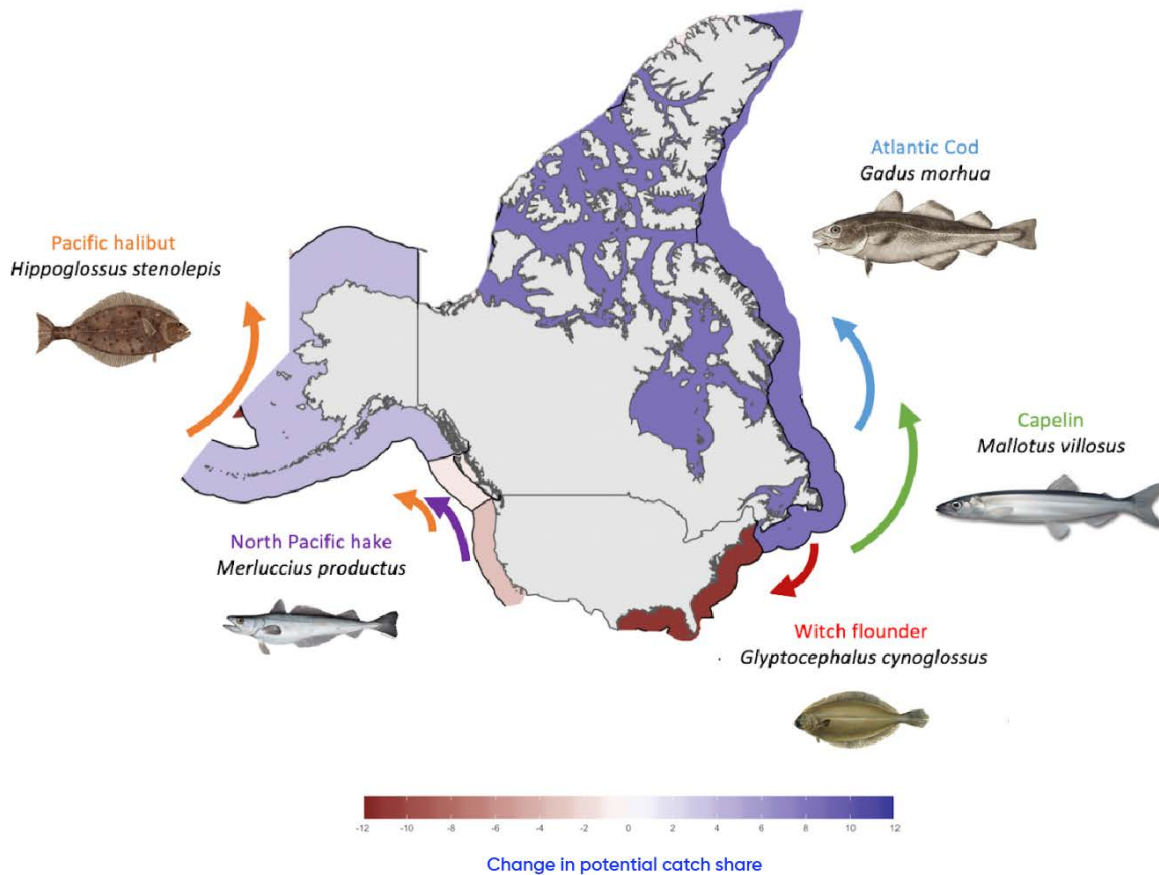 Atlantic Cod
Gadus morhua
Pacific halibut
Hippoglossus stenolepis
Capelin
Mallotus villosus
North Pacific hake
Merluccius productus
Witch flounder
Glyptocephalus cynoglossus
-12 -10 -8 -6 -4 -2 0 2 4 6 8 10 12
Change in potential catch share